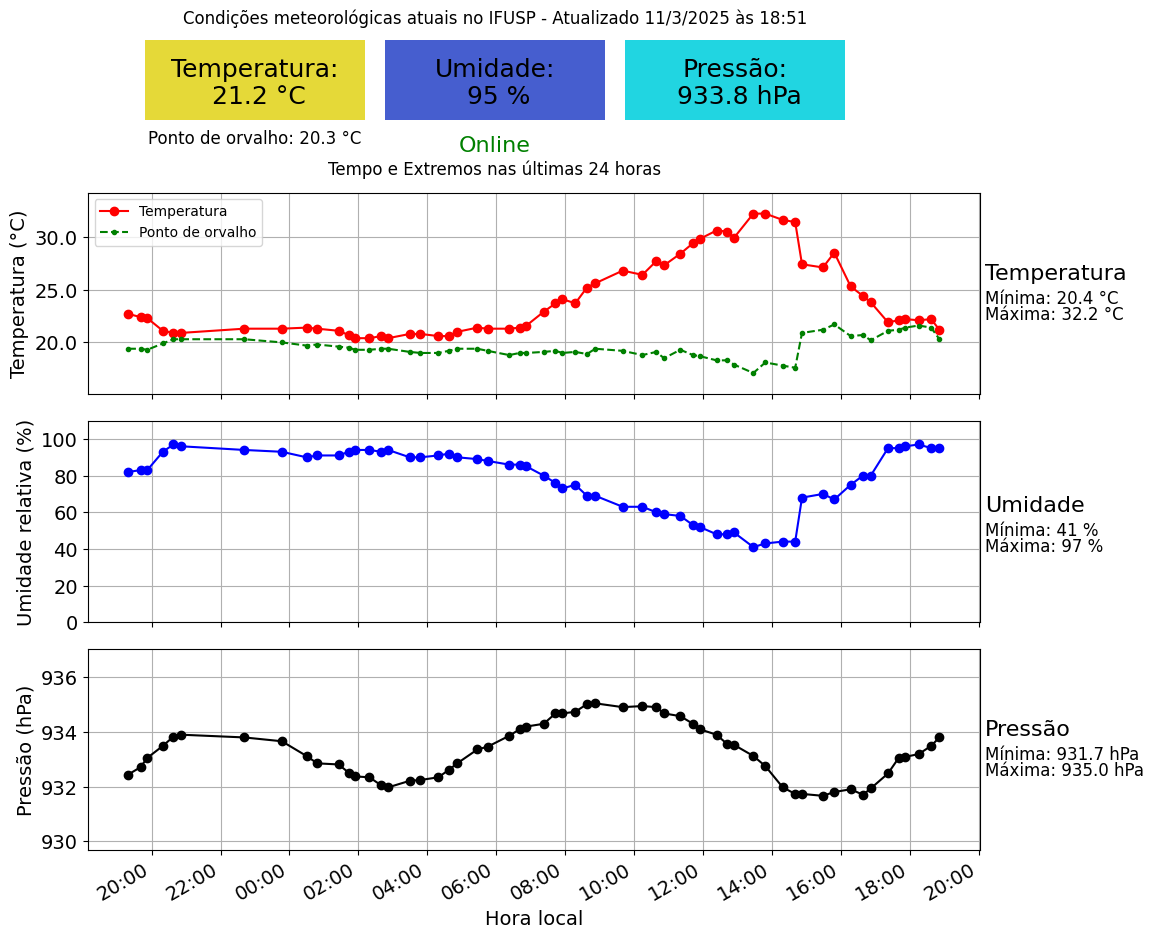 Condições meteorológicas atuais no IFUSP - Atualizado 11/3/2025 às 18:51
Temperatura:
21.2 °C
Umidade:
95 %
Pressão:
933.8 hPa
Ponto de orvalho: 20.3 °C
Online
Tempo e Extremos nas últimas 24 horas
Temperatura (°C)
30.0
25.0
20.0
Temperatura
Ponto de orvalho
Temperatura
Mínima: 20.4 °C
Máxima: 32.2 °C
Umidade relativa (%)
100
80
60
40
20
0
Umidade
Mínima: 41 %
Máxima: 97 %
Pressão (hPa)
936
934
932
930
Pressão
Mínima: 931.7 hPa
Máxima: 935.0 hPa
20:00 22:00 00:00 02:00 04:00 06:00 08:00 10:00 12:00 14:00 16:00 18:00 20:00
Hora local